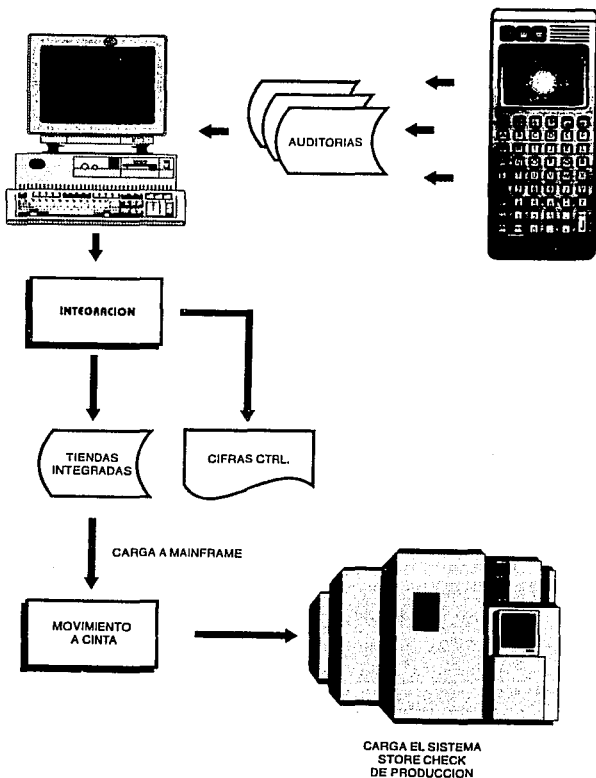 AUDITORIAS
INTEGRACION
TIENDAS
INTEGRADAS
CIFRAS CTRL.
CARGA A MAINFRAME
MOVIMIENTO
A CINTA
CARGA EL SISTEMA
STORE CHECK
DE PRODUCCION